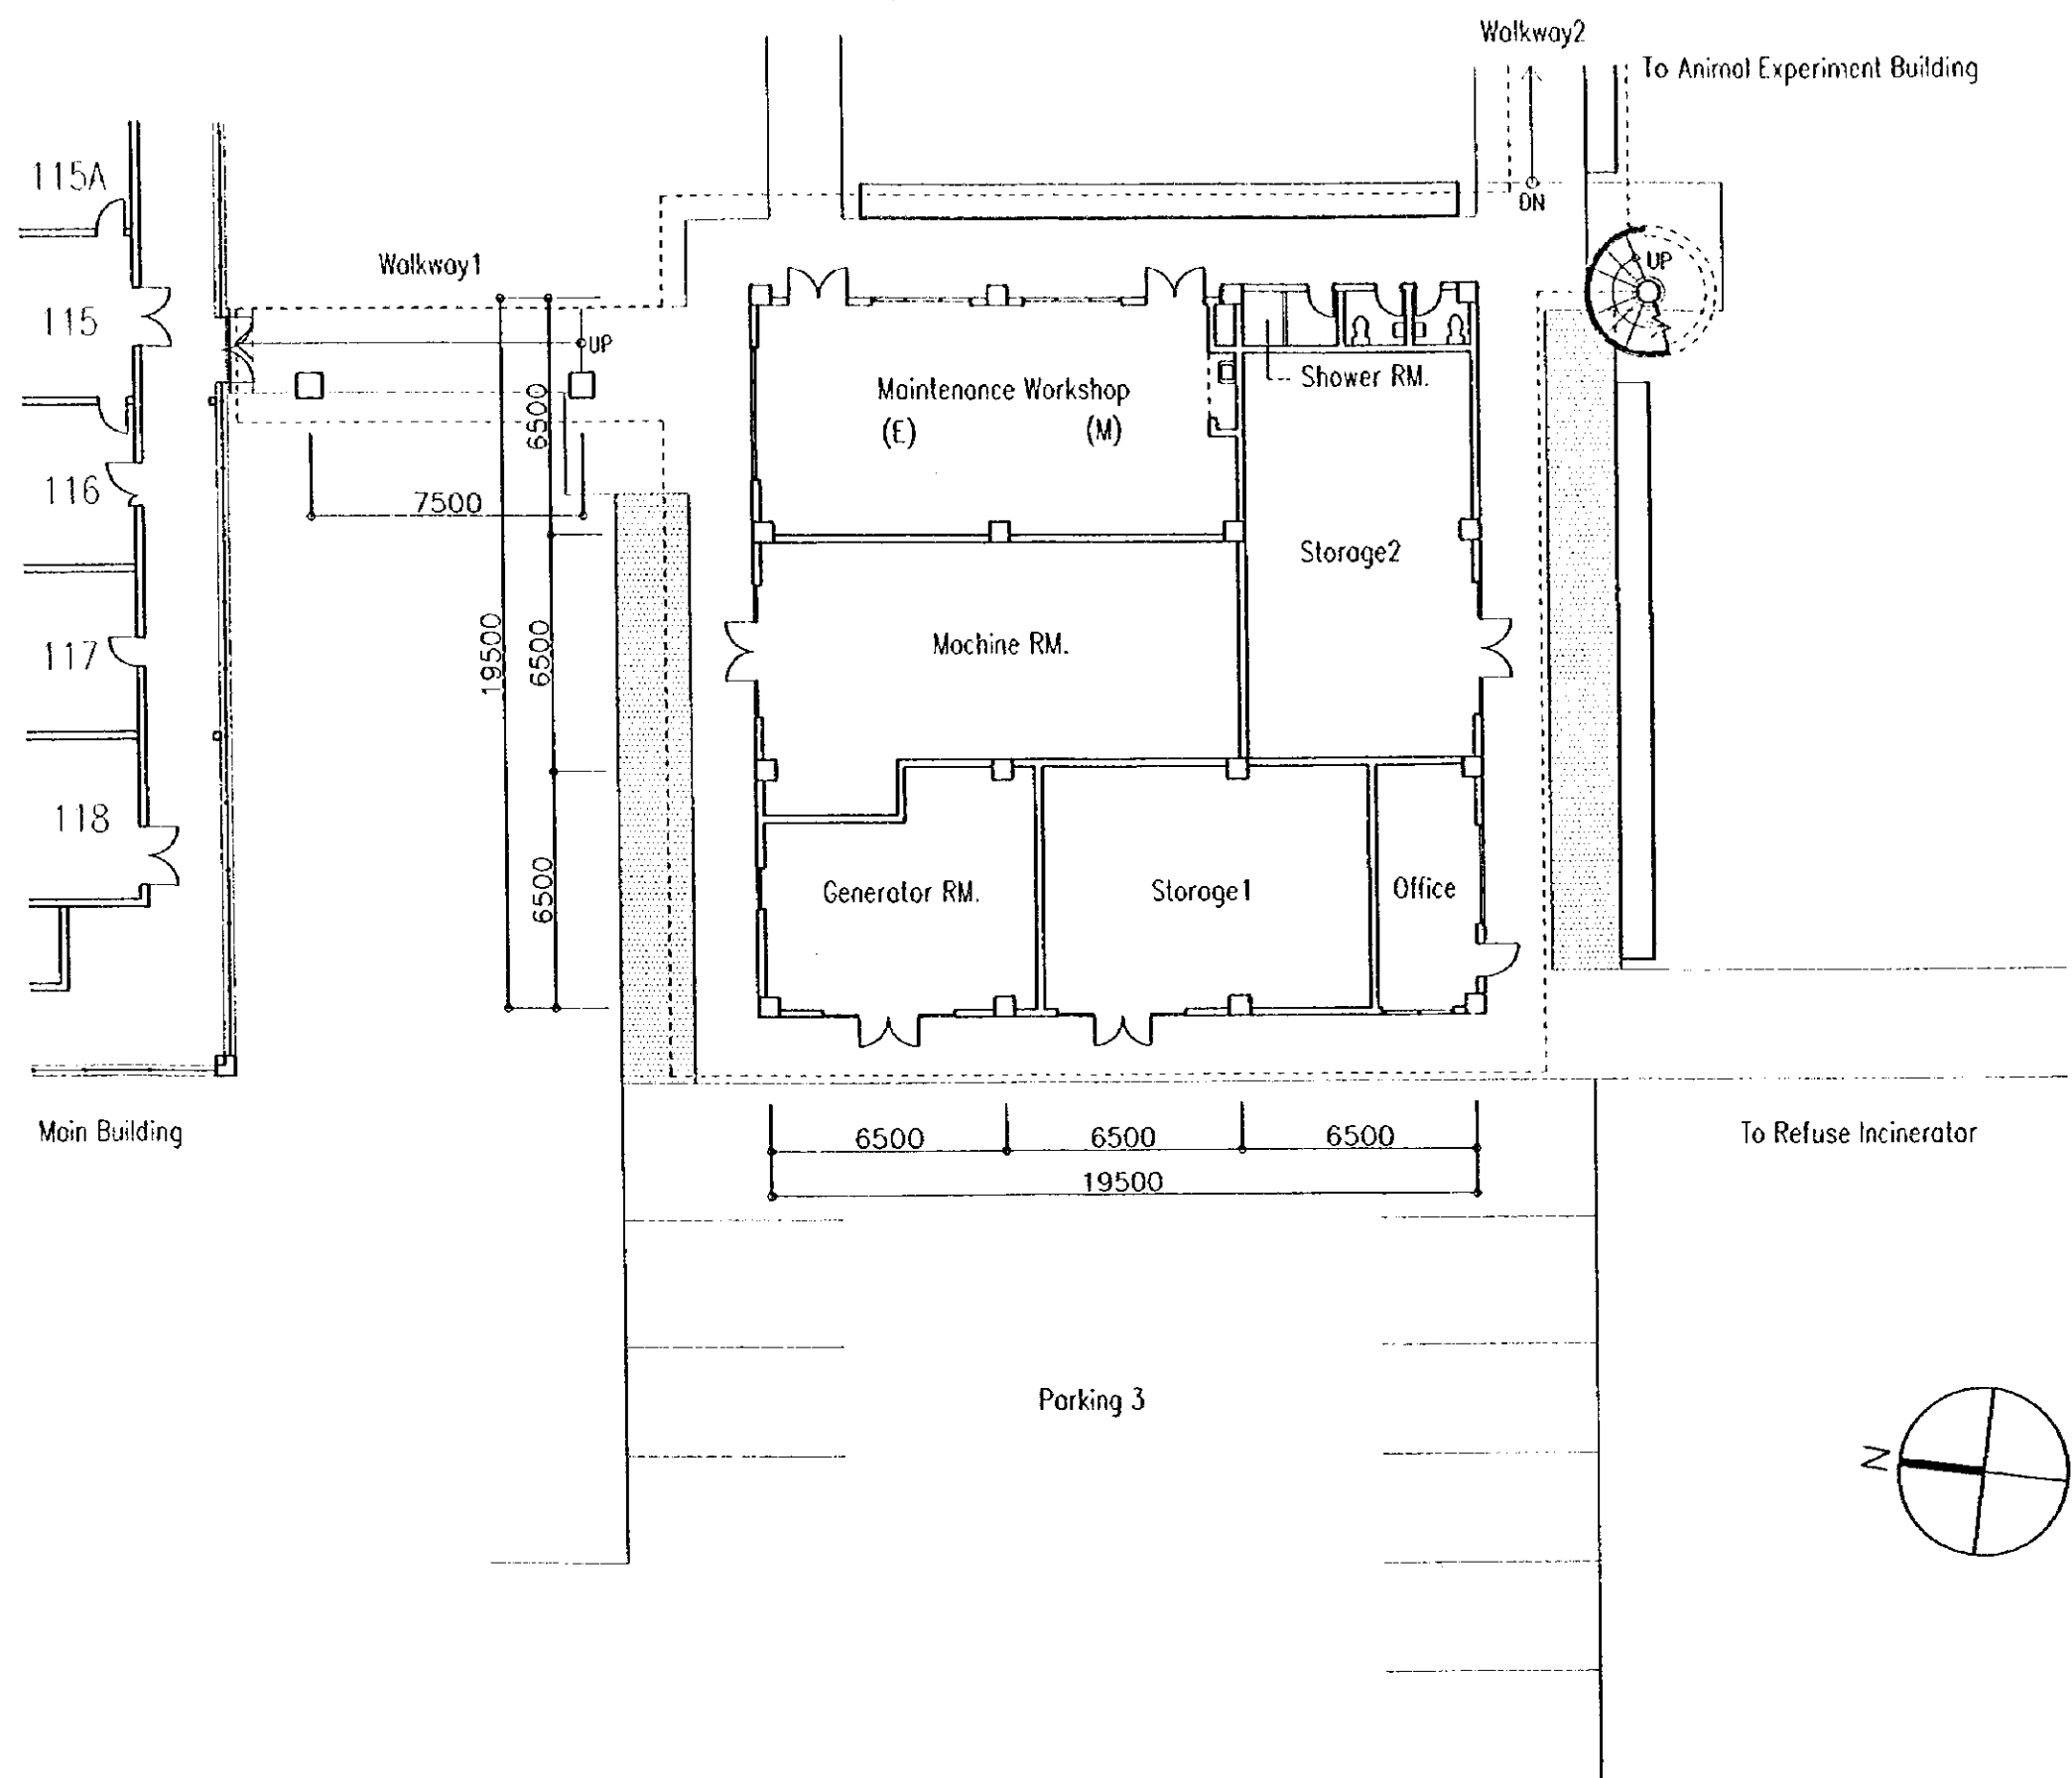 Walkway2
To Animal Experiment Building
115A
DN
Walkway1
UP
115
UP
Maintenance Workshop
(E)
(M)
Shower RM.
6500
116
7500
Storage2
19500
6500
117
Machine RM.
118
6500
Generator RM.
Storage1
Office
Main Building
6500
6500
6500
To Refuse Incinerator
19500
Parking 3
N